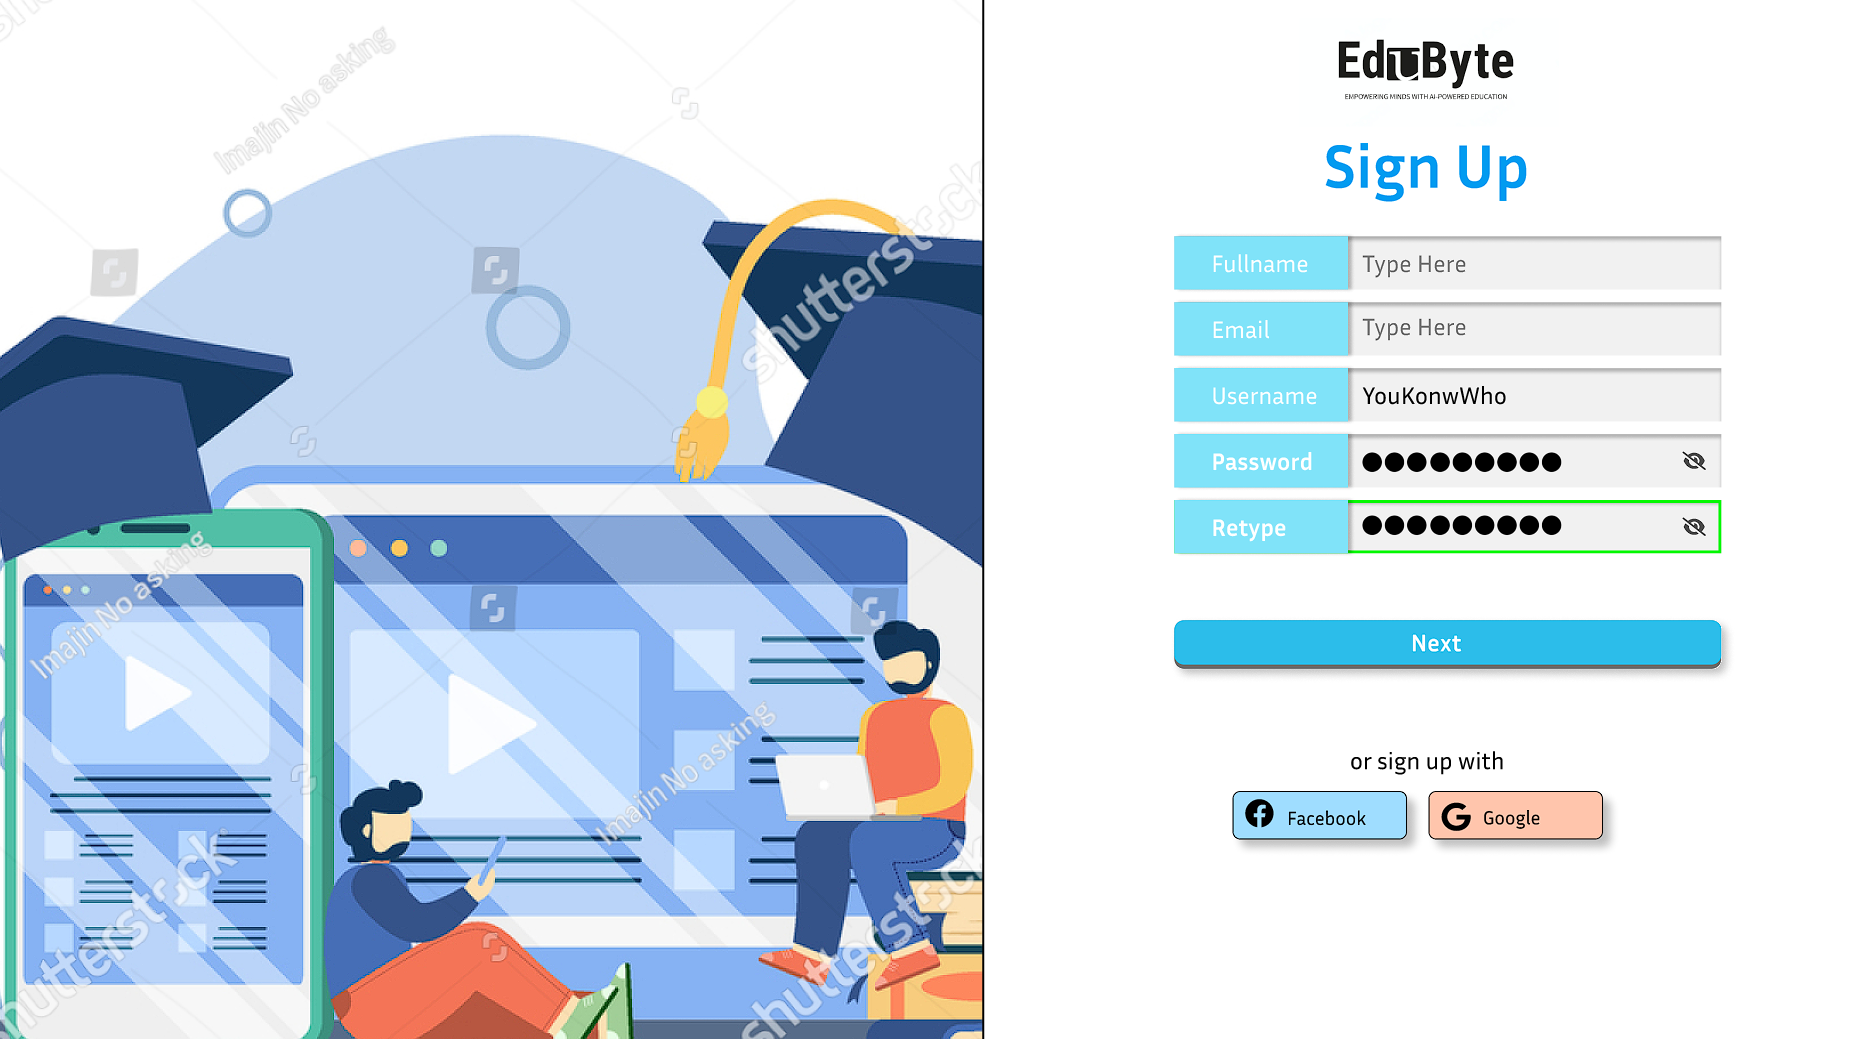 Imajin No asking
shutterstock
Imajin No asking
Imajin No asking
shutterstock
shutterstock
EduByte
EMPOWERING MINDS WITH AI-POWERED EDUCATION
Sign Up
Fullname Type Here
Email Type Here
Username YouKonwWho
Password
Retype
Next
or sign up with
Facebook Google